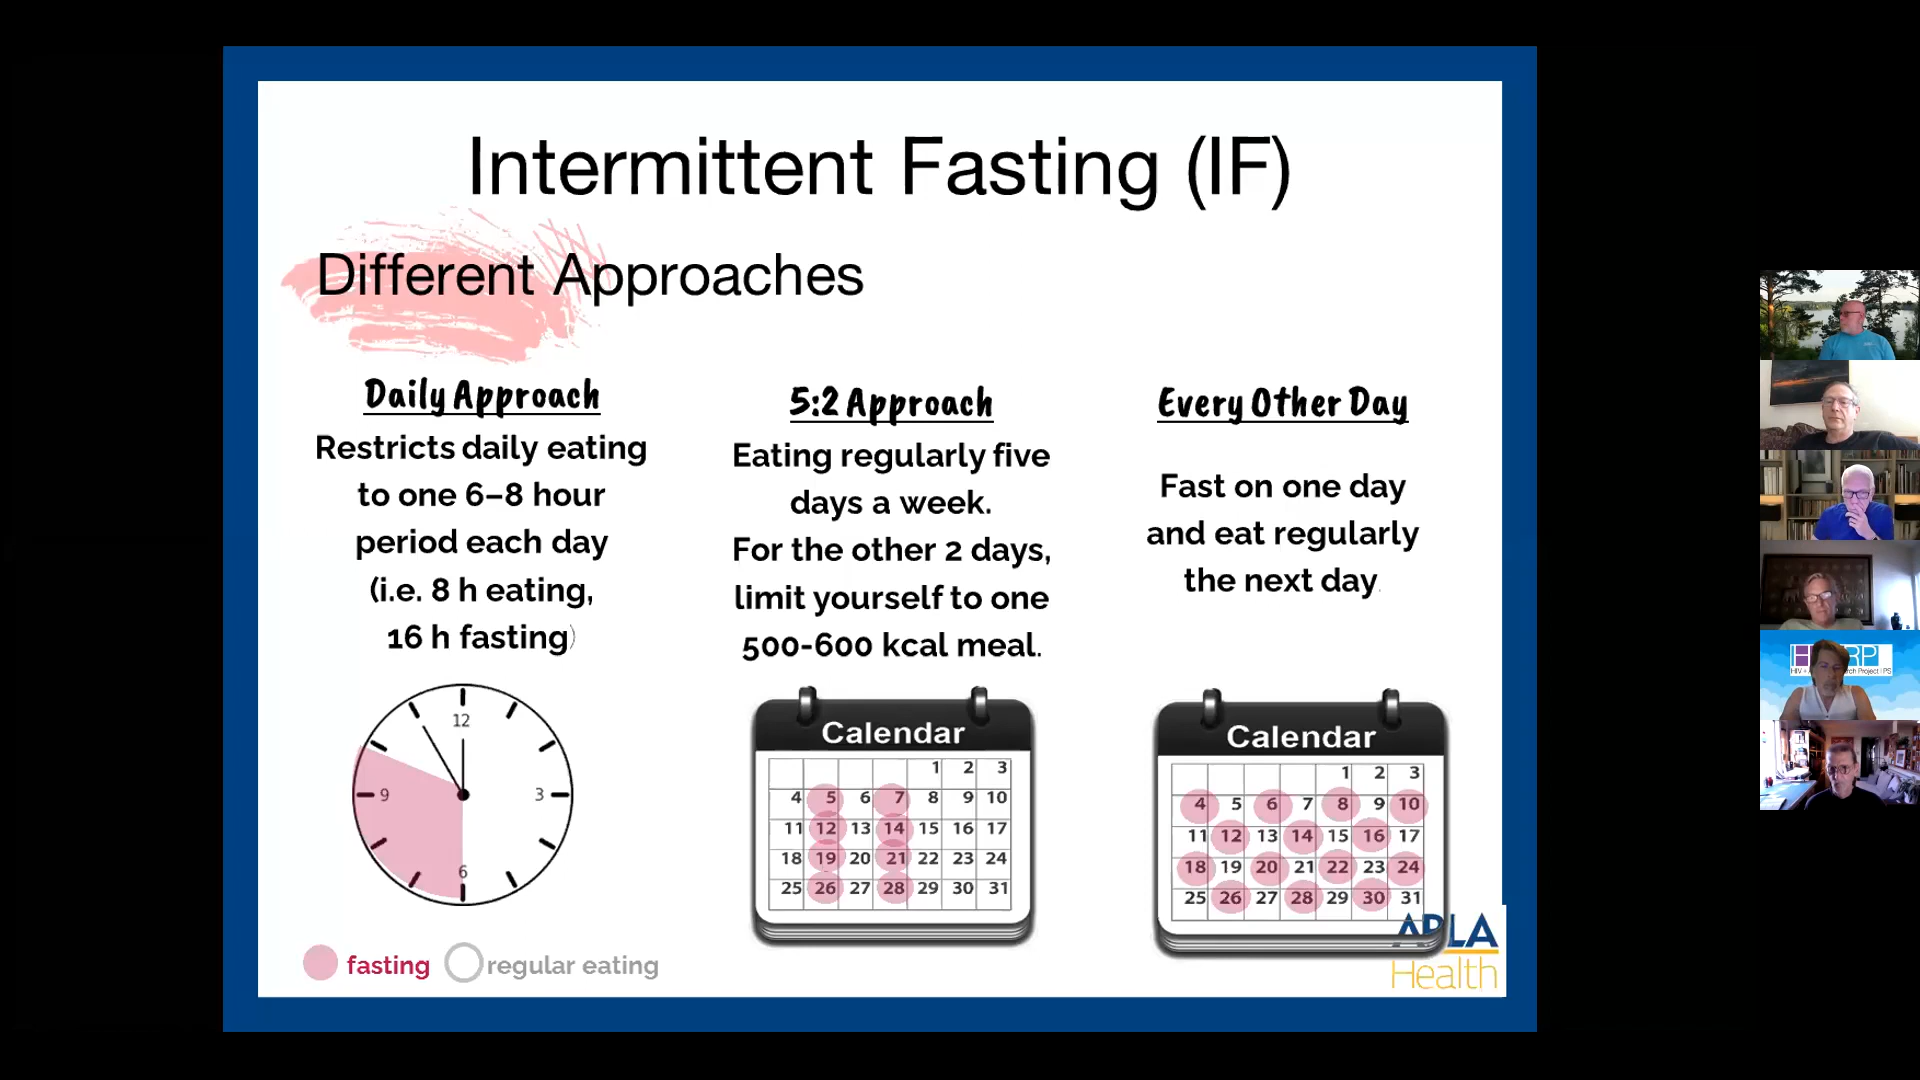 Intermittent Fasting (IF)
Different Approaches
Daily Approach
Restricts daily eating
to one 6–8 hour
period each day
(i.e. 8 h eating,
16 h fasting)
5:2 Approach
Eating regularly five
days a week.
For the other 2 days,
limit yourself to one
500-600 kcal meal.
Every Other Day
Fast on one day
and eat regularly
the next day.
12
9
3
6
fasting
regular eating
Calendar
1 2 3
4 5 6 7 8 9 10
11 12 13 14 15 16 17
18 19 20 21 22 23 24
25 26 27 28 29 30 31
Calendar
1 2 3
4 5 6 7 8 9 10
11 12 13 14 15 16 17
18 19 20 21 22 23 24
25 26 27 28 29 30 31
APLA
Health